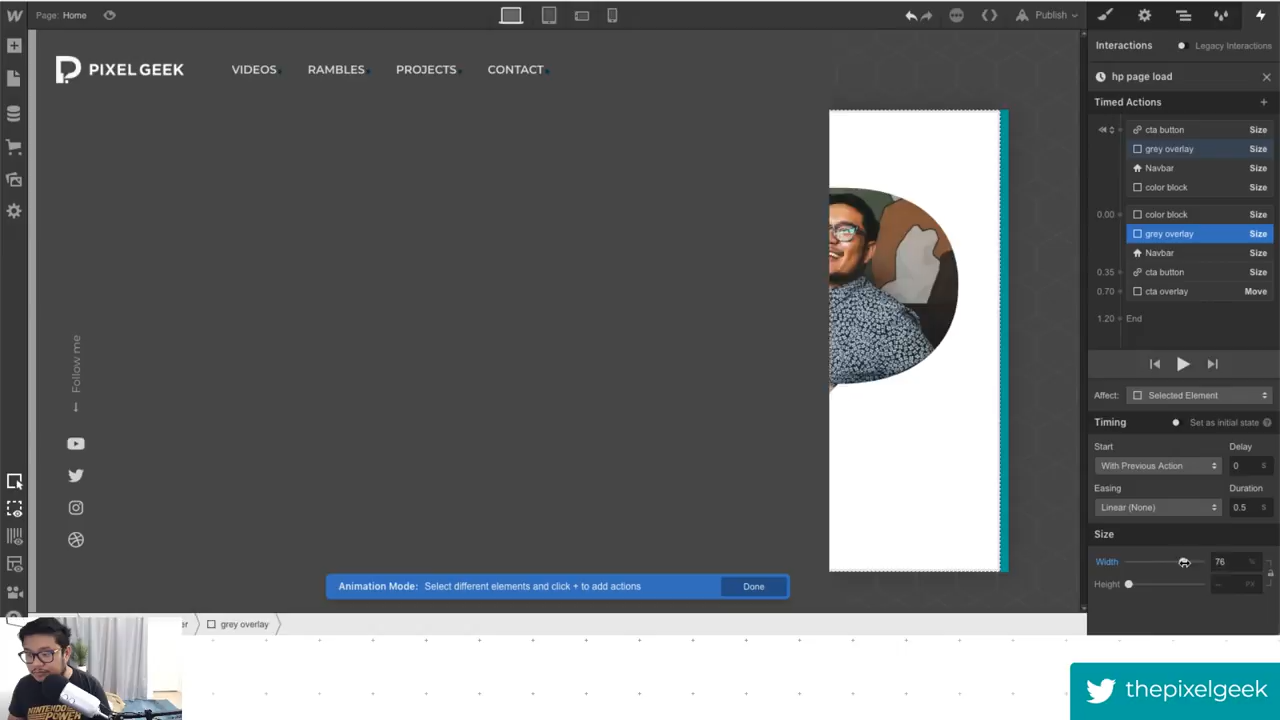 Page: Home
Publish
Interactions
Legacy Interactions
PIXEL GEEK
VIDEOS
RAMBLES
PROJECTS
CONTACT
hp page load
Timed Actions
cta button Size
grey overlay Size
Navbar Size
color block Size
0.00 color block Size
grey overlay Size
Navbar Size
0.35 cta button Size
0.70 cta overlay Move
1.20 End
Follow me
Affect: Selected Element
Timing Set as initial state
Start Delay
With Previous Action 0 S
Easing Duration
Linear (None) 0.5 S
Size
Width 76 %
Height – PX
Animation Mode: Select different elements and click + to add actions Done
grey overlay
NINTENDO
POWER
thepixelgeek